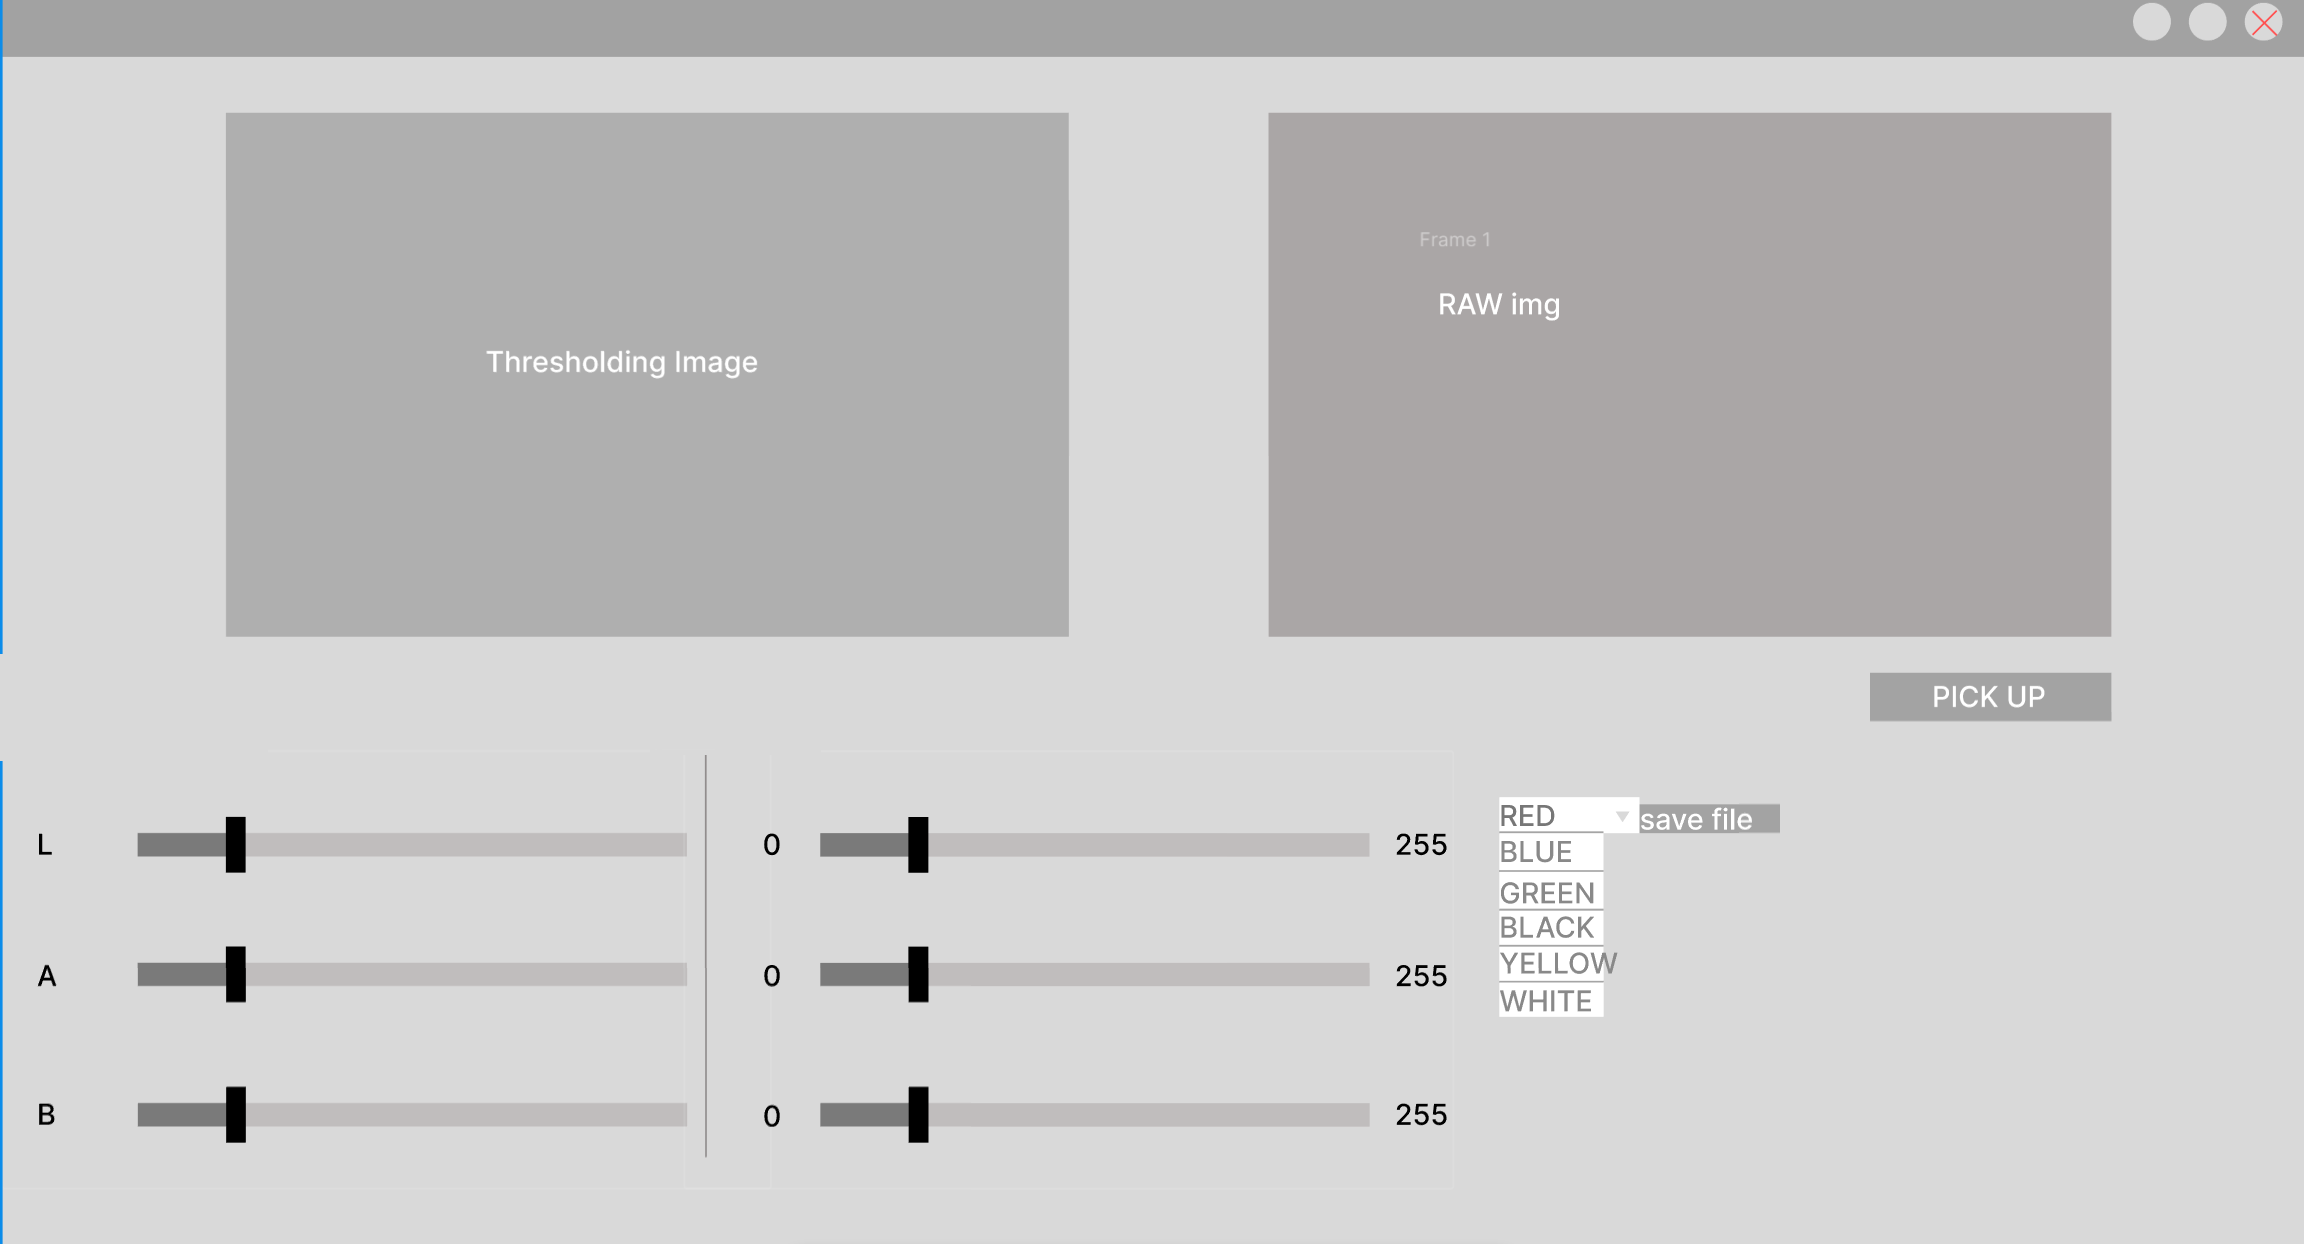 Frame 1
RAW img
Thresholding Image
PICK UP
L
0
255
RED
save file
BLUE
GREEN
BLACK
YELLOW
A
0
255
WHITE
B
0
255